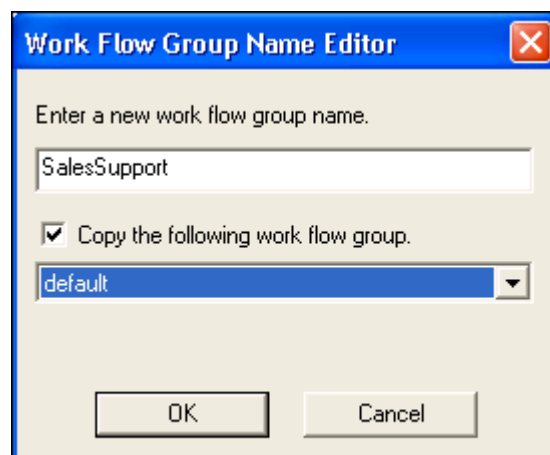 Work Flow Group Name Editor
Enter a new work flow group name.
SalesSupport
Copy the following work flow group.
default
OK Cancel